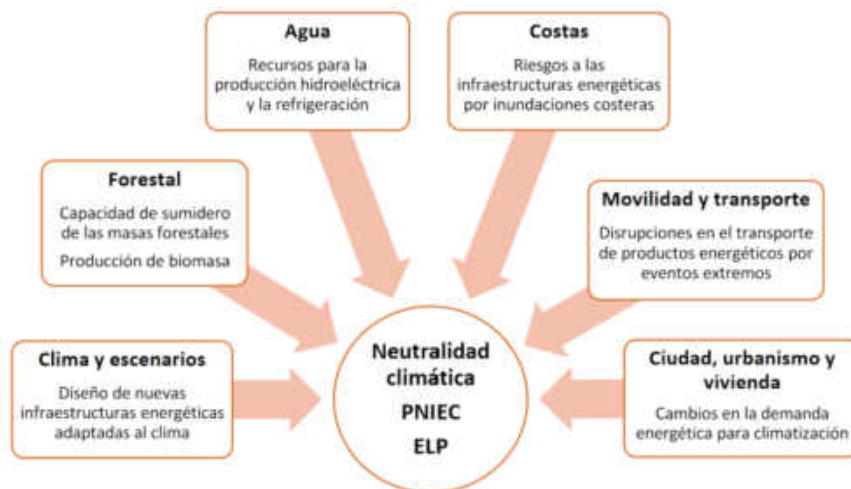 Agua
Recursos para la
producción hidroeléctrica
y la refrigeración
Costas
Riesgos a las
infraestructuras energéticas
por inundaciones costeras
Forestal
Capacidad de sumidero
de las masas forestales
Producción de biomasa
Movilidad y transporte
Disrupciones en el transporte
de productos energéticos por
eventos extremos
Clima y escenarios
Diseño de nuevas
infraestructuras energéticas
adaptadas al clima
Neutralidad
climática
PNIEC
ELP
Ciudad, urbanismo y
vivienda
Cambios en la demanda
energética para climatización